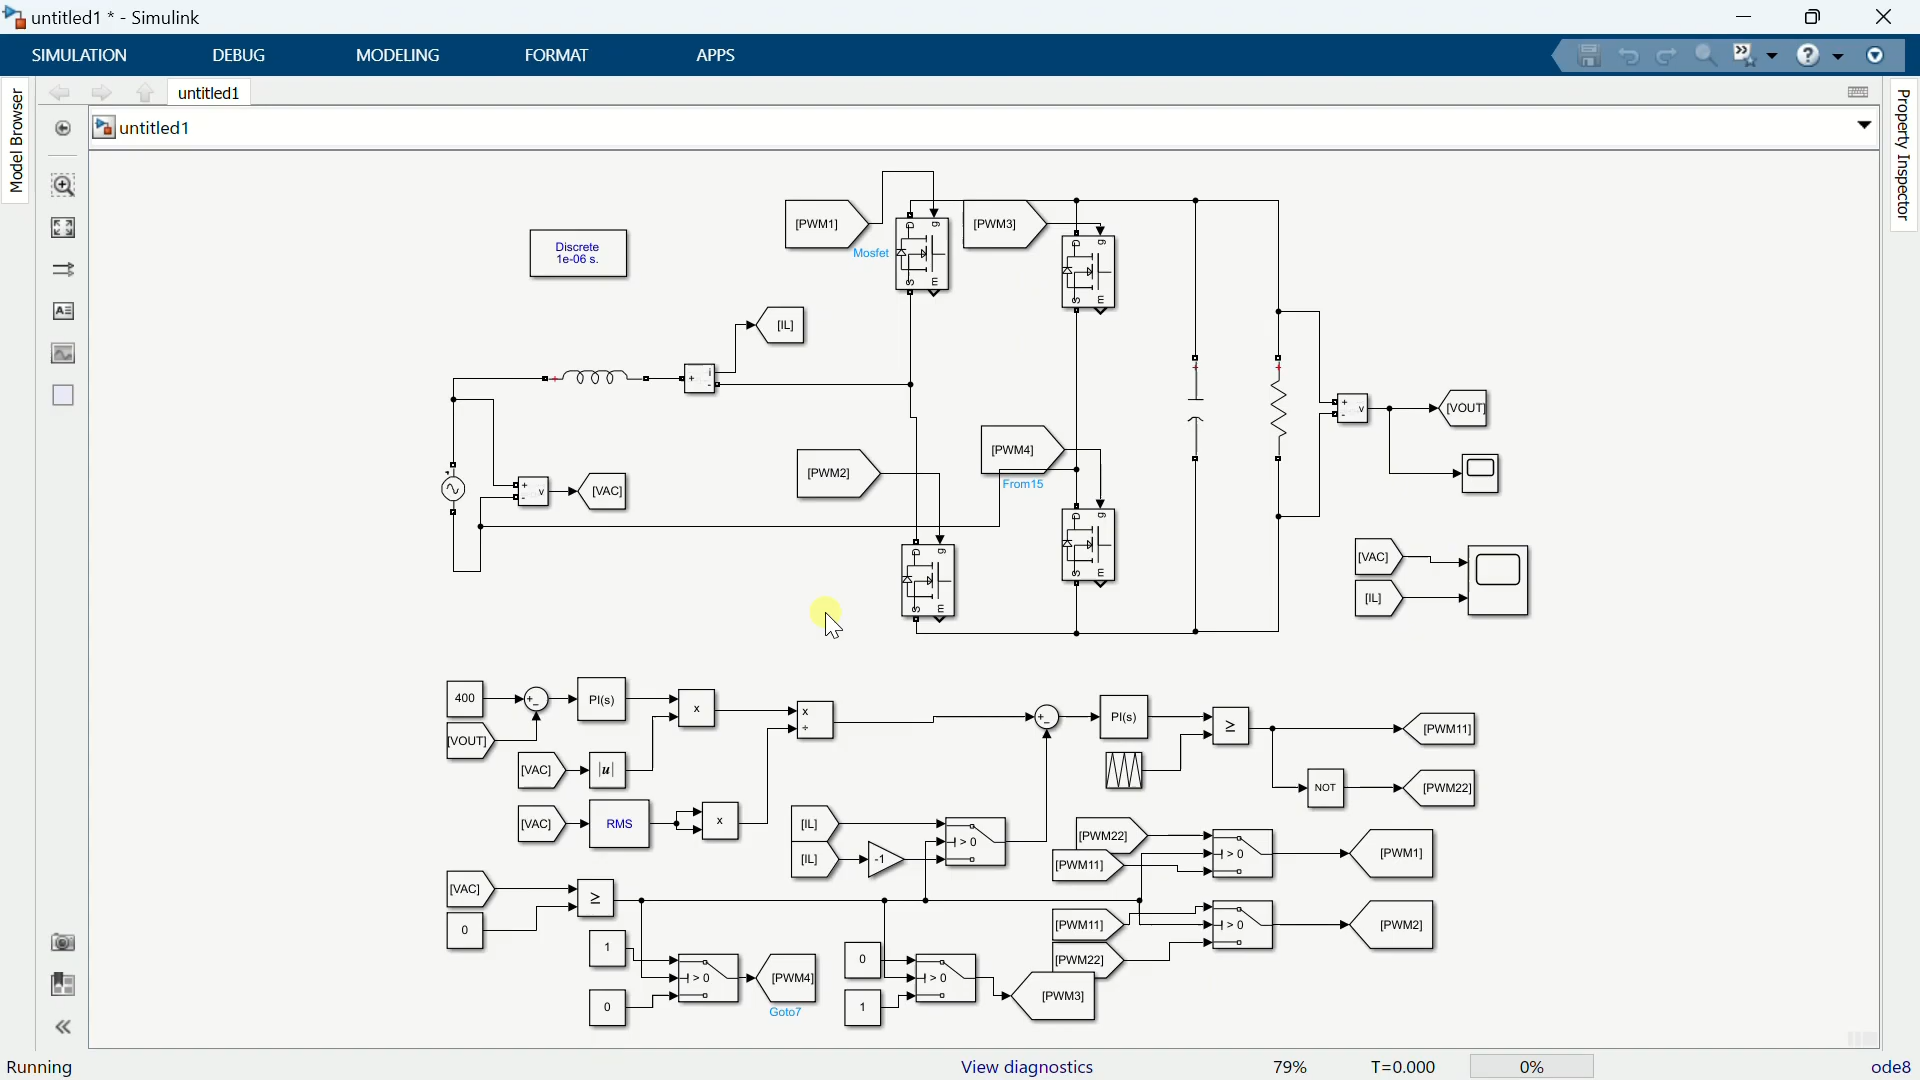 untitled1 * - Simulink
SIMULATION DEBUG MODELING FORMAT APPS
Model Browser
untitled1
untitled1
Property Inspector
Discrete
1e-06 s.
[PWM1]
Mosfet
[PWM3]
D g
S m
D g
S m
[IL]
+ i
-
[PWM2]
[PWM4]
From15
+ v
-
[VAC]
+ v
-
[VOUT]
D g
S m
D g
S m
[VAC]
[IL]
400
[VOUT]
PI(s)
x
x
÷
PI(s)
≥
[PWM11]
[VAC]
|u|
NOT
[PWM22]
[VAC]
RMS
x
[IL]
[IL]
-1
> 0
[PWM22]
[PWM11]
> 0
[PWM1]
[VAC]
0
≥
[PWM11]
[PWM22]
> 0
[PWM2]
1
0
> 0
[PWM4]
Goto7
0
1
> 0
[PWM3]
Running View diagnostics 79% T=0.000 0% ode8